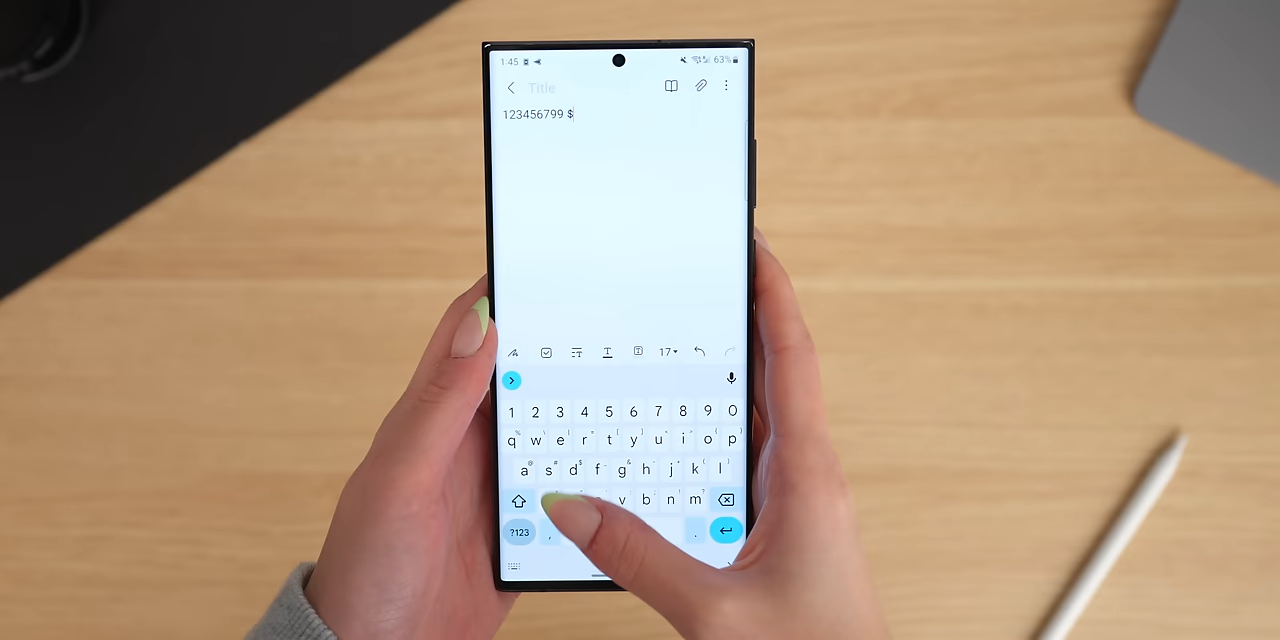 1:45 63%
Title
123456799 $
17
1 2 3 4 5 6 7 8 9 0
q w e r t y u i o p
a s d f g h j k l
v b n m
?123 , .